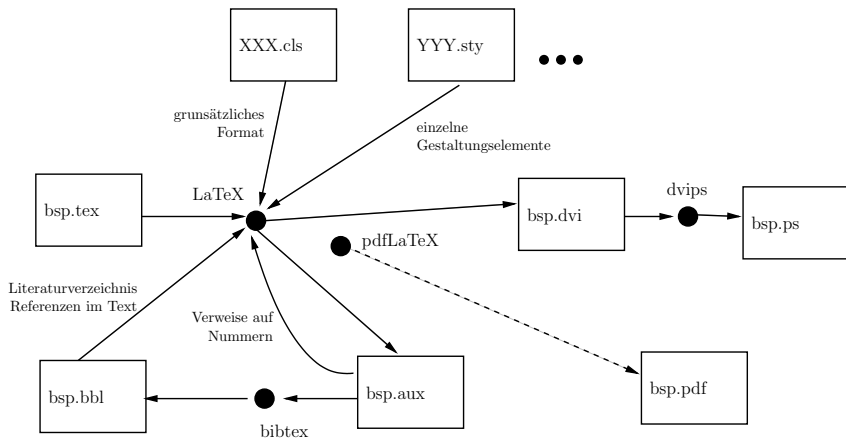 XXX.cls
YYY.sty
grunsätzliches
Format
einzelne
Gestaltungselemente
LaTeX
dvips
bsp.tex
bsp.dvi
bsp.ps
pdfLaTeX
Literaturverzeichnis
Referenzen im Text
Verweise auf
Nummern
bsp.bbl
bsp.aux
bsp.pdf
bibtex